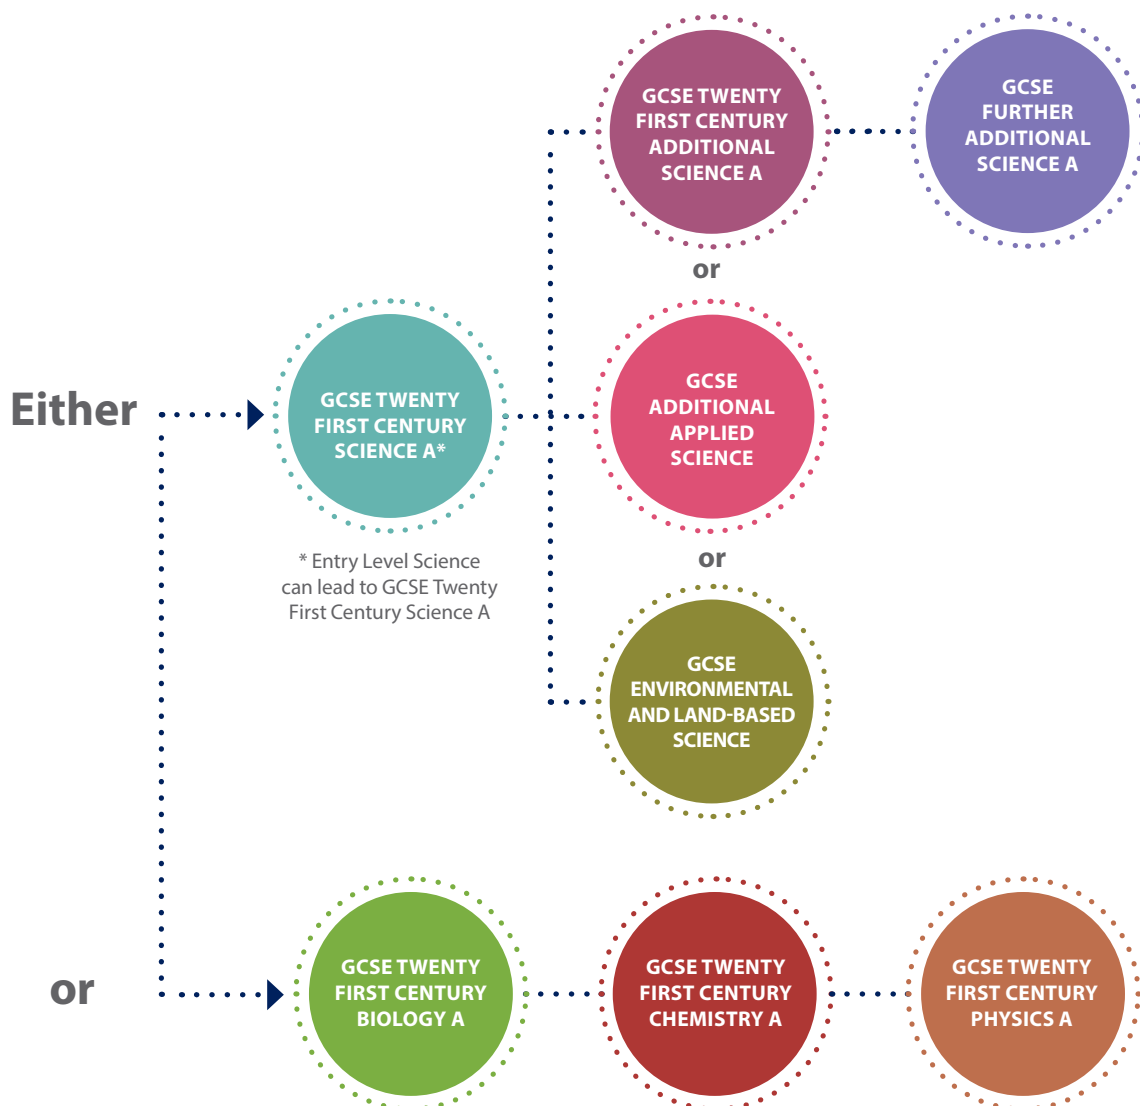 GCSE TWENTY
FIRST CENTURY
ADDITIONAL
SCIENCE A
GCSE
FURTHER
ADDITIONAL
SCIENCE A
or
Either
GCSE TWENTY
FIRST CENTURY
SCIENCE A*
GCSE
ADDITIONAL
APPLIED
SCIENCE
* Entry Level Science
can lead to GCSE Twenty
First Century Science A
or
GCSE
ENVIRONMENTAL
AND LAND-BASED
SCIENCE
or
GCSE TWENTY
FIRST CENTURY
BIOLOGY A
GCSE TWENTY
FIRST CENTURY
CHEMISTRY A
GCSE TWENTY
FIRST CENTURY
PHYSICS A